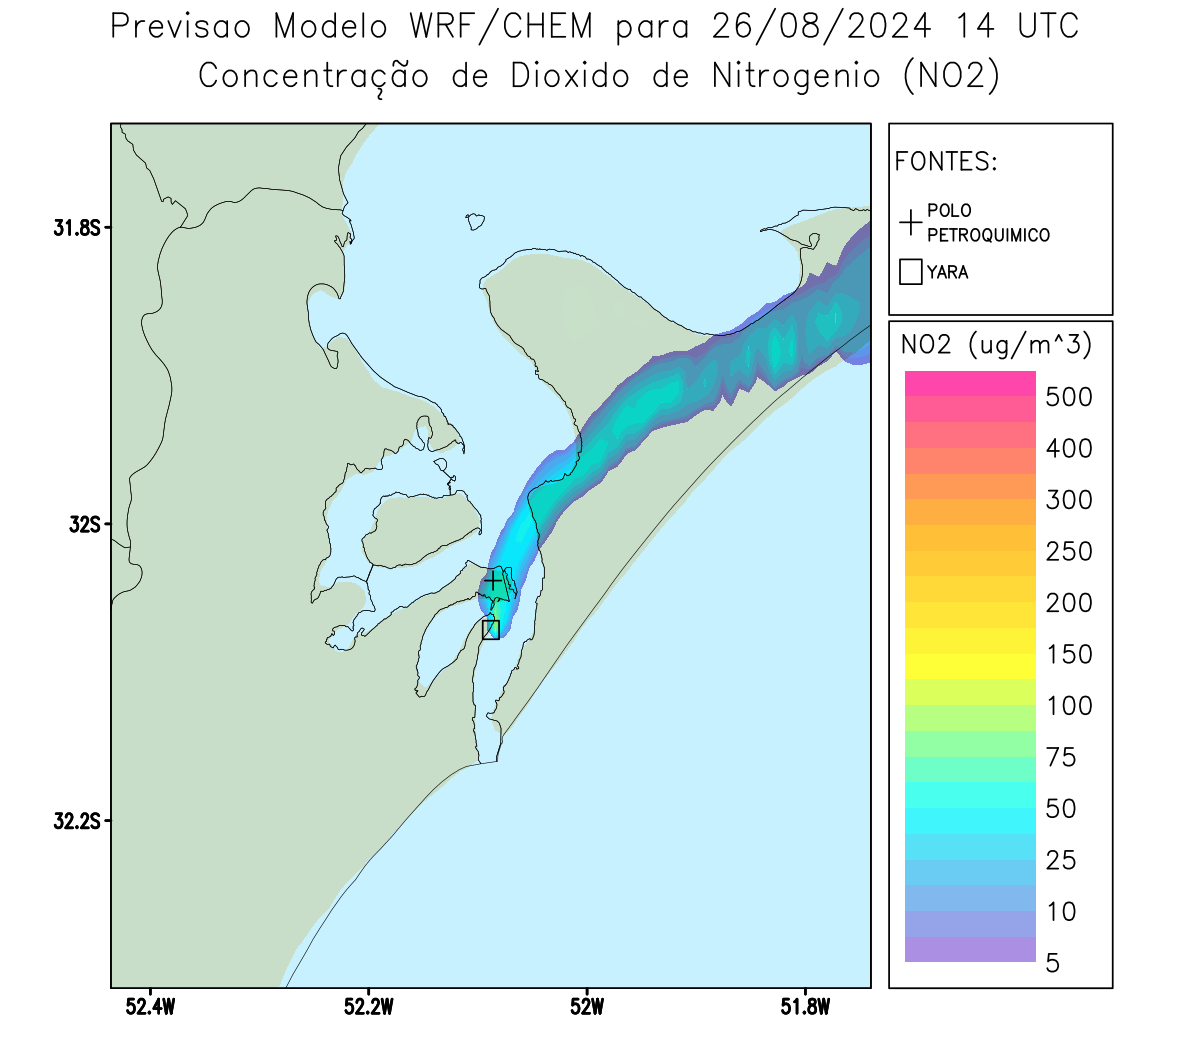 Previsao Modelo WRF/CHEM para 26/08/2024 14 UTC
Concentração de Dioxido de Nitrogenio (NO2)
FONTES:
POLO
PETROQUIMICO
YARA
NO2 (ug/m^3)
500
400
300
250
200
150
100
75
50
25
10
5
31.8S
32S
32.2S
52.4W
52.2W
52W
51.8W